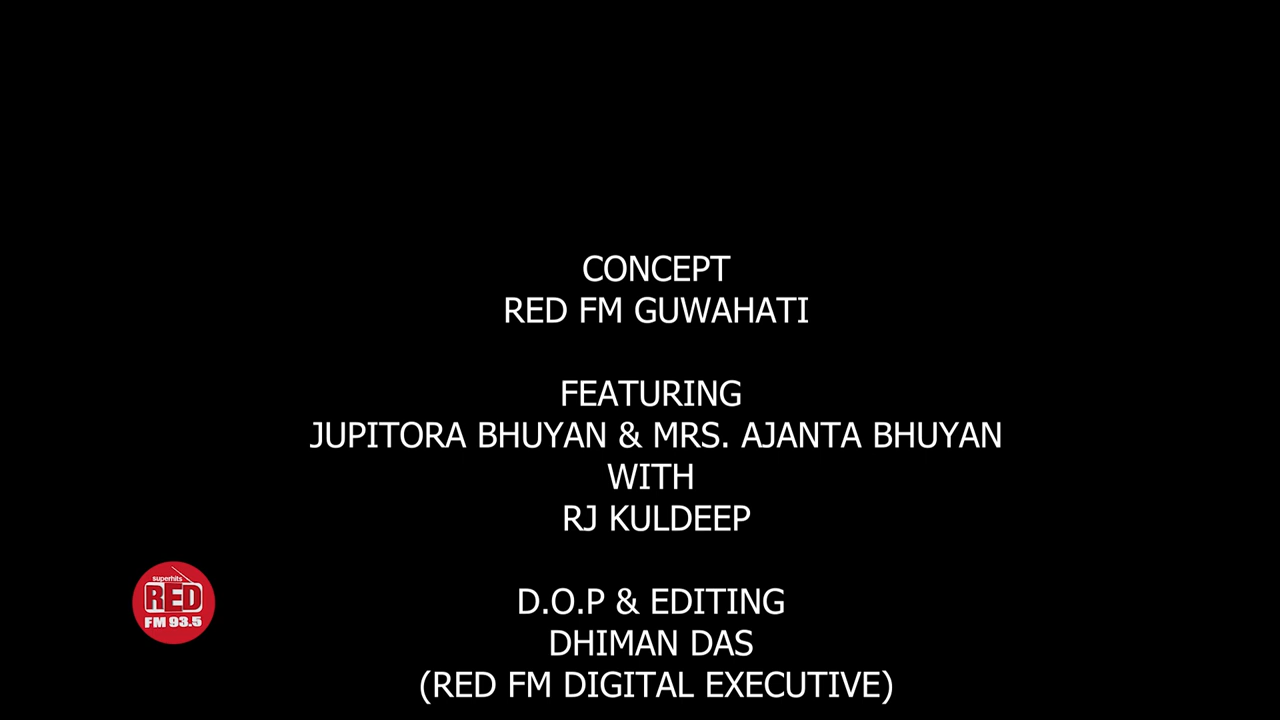 CONCEPT
RED FM GUWAHATI
FEATURING
JUPITORA BHUYAN & MRS. AJANTA BHUYAN
WITH
RJ KULDEEP
superhits
RED
FM 93.5
D.O.P & EDITING
DHIMAN DAS
(RED FM DIGITAL EXECUTIVE)